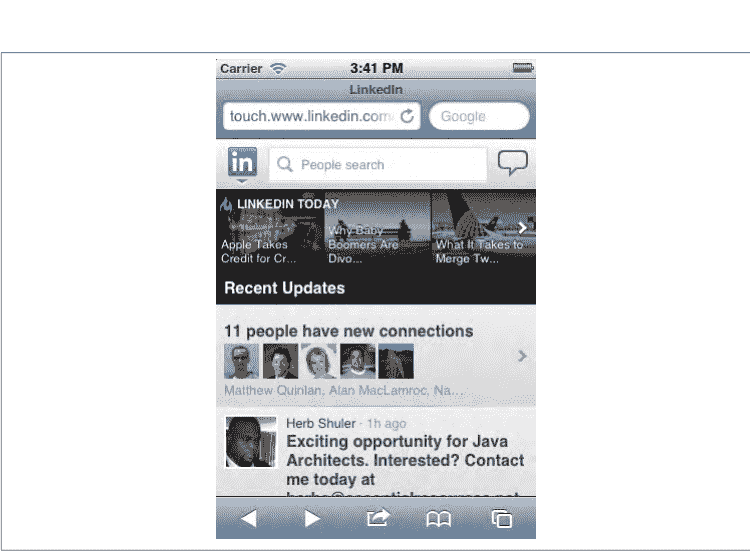 Carrier 3:41 PM
LinkedIn
touch.www.linkedin.com
Google
in
People search
LINKEDIN TODAY
Apple Takes
Credit for Cr...
Why Baby
Boomers Are
Divo...
What It Takes to
Merge Tw...
Recent Updates
11 people have new connections
Matthew Quinlan, Alan MacLamroc, Na...
Herb Shuler · 1h ago
Exciting opportunity for Java
Architects. Interested? Contact
me today at